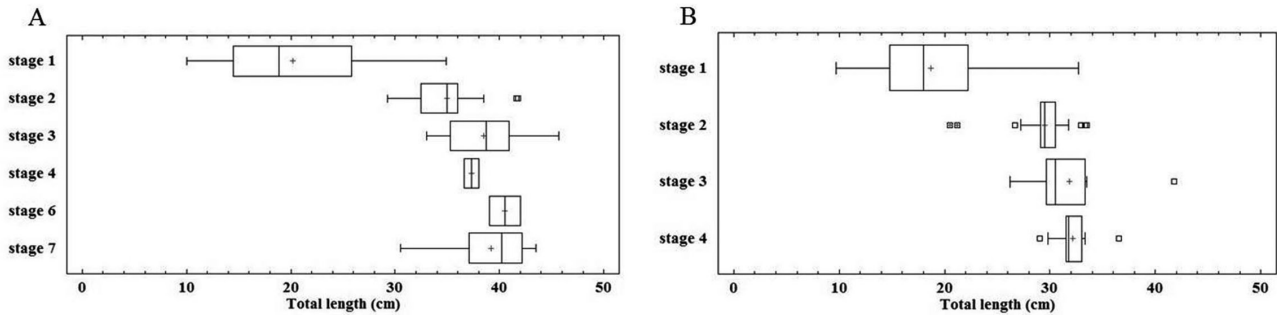 A
stage 1
stage 2
stage 3
stage 4
stage 6
stage 7
0 10 20 30 40 50
Total length (cm)
B
stage 1
stage 2
stage 3
stage 4
0 10 20 30 40 50
Total length (cm)